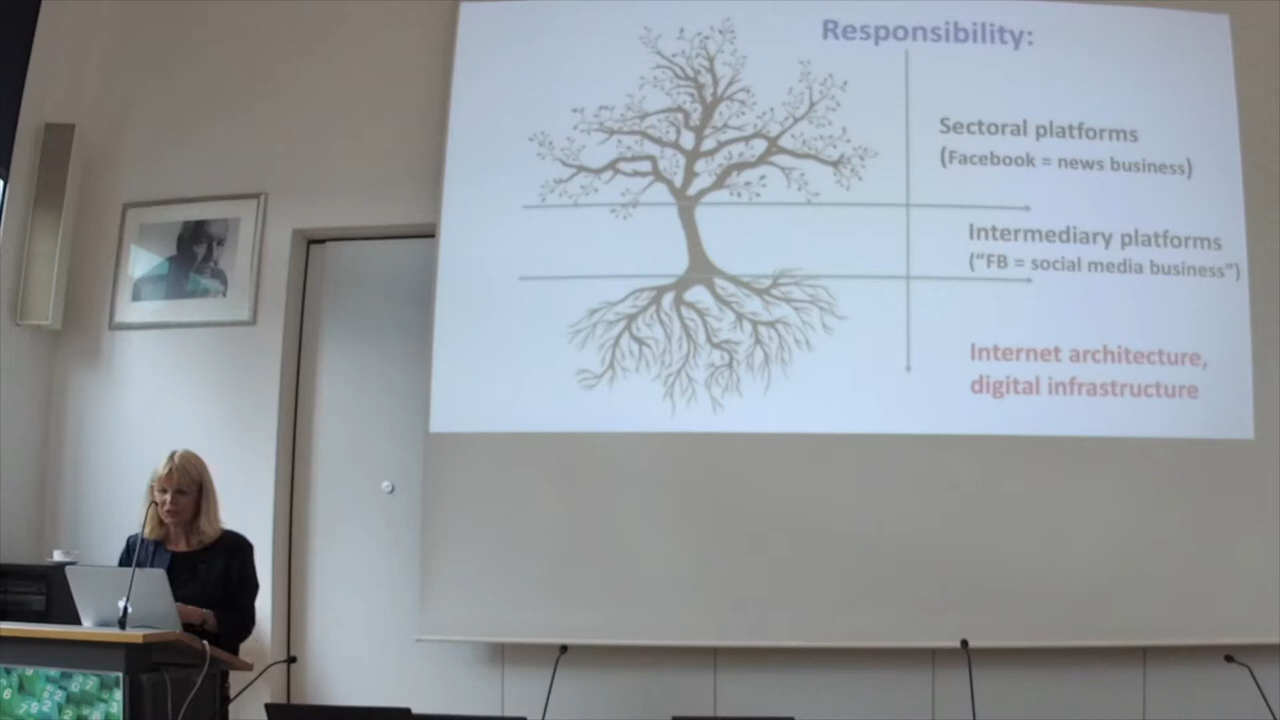 Responsibility:
Sectoral platforms
(Facebook = news business)
Intermediary platforms
(“FB = social media business”)
Internet architecture,
digital infrastructure